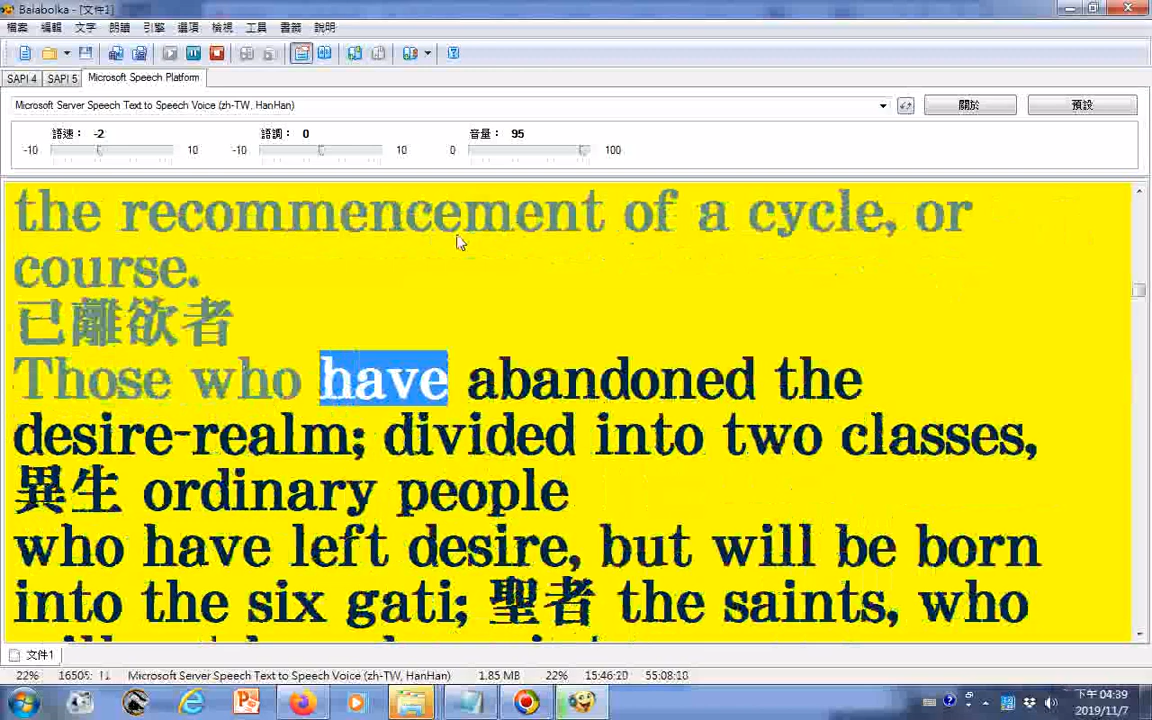 Balabolka - [文件1]
檔案 編輯 文字 朗讀 引擎 選項 檢視 工具 書籤 說明
SAPI 4 SAPI 5 Microsoft Speech Platform
Microsoft Server Speech Text to Speech Voice (zh-TW, HanHan) 關於 預設
語速： -2 語調： 0 音量： 95
-10 10 -10 10 0 100
the recommencement of a cycle, or
course.
已離欲者
Those who have abandoned the
desire-realm; divided into two classes,
異生 ordinary people
who have left desire, but will be born
into the six gati; 聖者 the saints, who
文件1
22% Microsoft Server Speech Text to Speech Voice (zh-TW, HanHan) 1.85 MB 22% 15:46:20 55:08:18
下午 04:39
2019/11/7